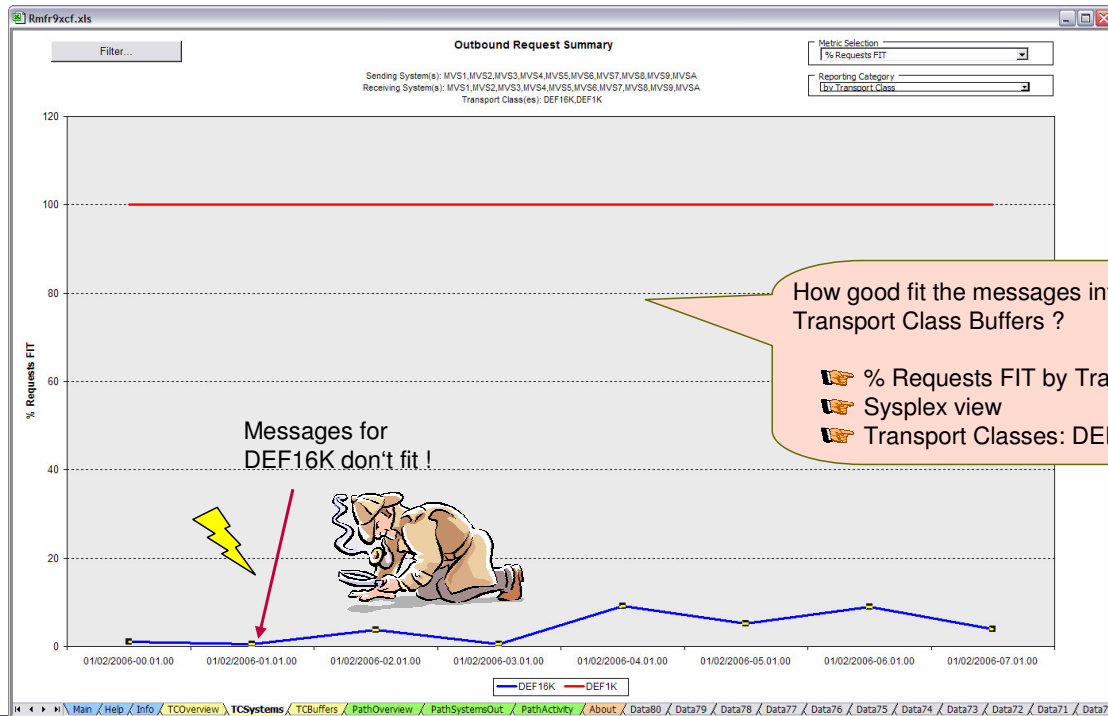 Rmfr9xcf.xls
Filter...
Outbound Request Summary
Metric Selection
% Requests FIT
Sending System(s): MVS1,MVS2,MVS3,MVS4,MVS5,MVS6,MVS7,MVS8,MVS9,MVSA
Receiving System(s): MVS1,MVS2,MVS3,MVS4,MVS5,MVS6,MVS7,MVS8,MVS9,MVSA
Transport Class(es): DEF16K,DEF1K
Reporting Category
by Transport Class
120
100
80
60
40
20
0
% Requests FIT
How good fit the messages int
Transport Class Buffers ?
% Requests FIT by Tra
Sysplex view
Transport Classes: DEF
Messages for
DEF16K don't fit !
01/02/2006-00.01.00 01/02/2006-01.01.00 01/02/2006-02.01.00 01/02/2006-03.01.00 01/02/2006-04.01.00 01/02/2006-05.01.00 01/02/2006-06.01.00 01/02/2006-07.01.00
DEF16K DEF1K
Main / Help / Info / TCOverview TCSystems / TCBuffers / PathOverview / PathSystemsOut / PathActivity / About / Data80 / Data79 / Data78 / Data77 / Data76 / Data75 / Data74 / Data73 / Data72 / Data71 / Data7